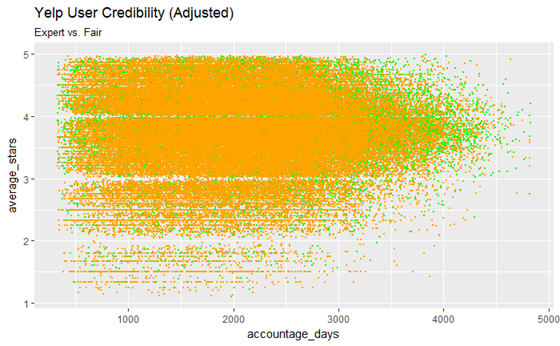 Yelp User Credibility (Adjusted)
Expert vs. Fair
5
4
3
2
1
average_stars
1000 2000 3000 4000 5000
accountage_days